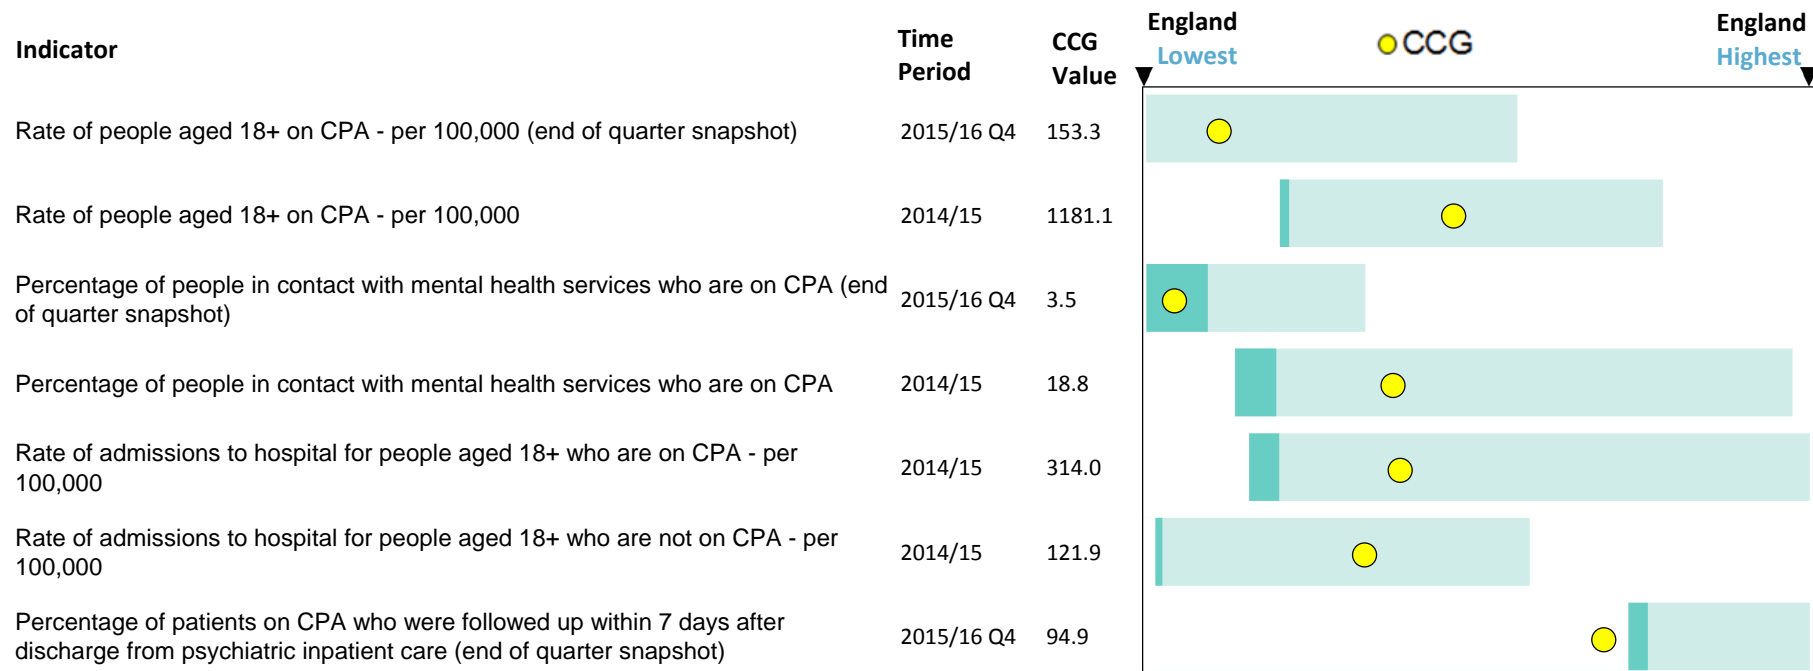 Indicator
Time
Period
CCG
Value
England
Lowest
CCG
England
Highest
Rate of people aged 18+ on CPA - per 100,000 (end of quarter snapshot) 2015/16 Q4 153.3
Rate of people aged 18+ on CPA - per 100,000 2014/15 1181.1
Percentage of people in contact with mental health services who are on CPA (end
of quarter snapshot) 2015/16 Q4 3.5
Percentage of people in contact with mental health services who are on CPA 2014/15 18.8
Rate of admissions to hospital for people aged 18+ who are on CPA - per
100,000 2014/15 314.0
Rate of admissions to hospital for people aged 18+ who are not on CPA - per
100,000 2014/15 121.9
Percentage of patients on CPA who were followed up within 7 days after
discharge from psychiatric inpatient care (end of quarter snapshot) 2015/16 Q4 94.9